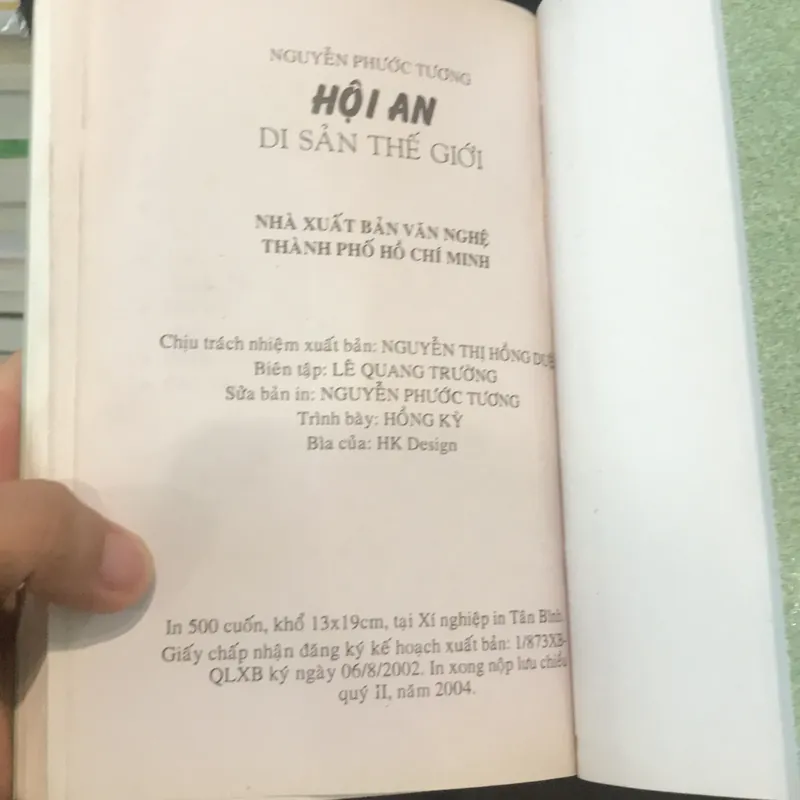 NGUYỄN PHƯỚC TƯƠNG
HỘI AN
DI SẢN THẾ GIỚI
NHÀ XUẤT BẢN VĂN NGHỆ
THÀNH PHỐ HỒ CHÍ MINH
Chịu trách nhiệm xuất bản: NGUYỄN THỊ HỒNG
Biên tập: LÊ QUANG TRƯỜNG
Sửa bản in: NGUYỄN PHƯỚC TƯƠNG
Trình bày: HỒNG KỲ
Bìa của: HK Design
In 500 cuốn, khổ 13x19cm, tại Xí nghiệp in Tân Bình.
Giấy chấp nhận đăng ký kế hoạch xuất bản: 1/873XB-
QLXB ký ngày 06/8/2002. In xong nộp lưu chiểu
quý II, năm 2004.